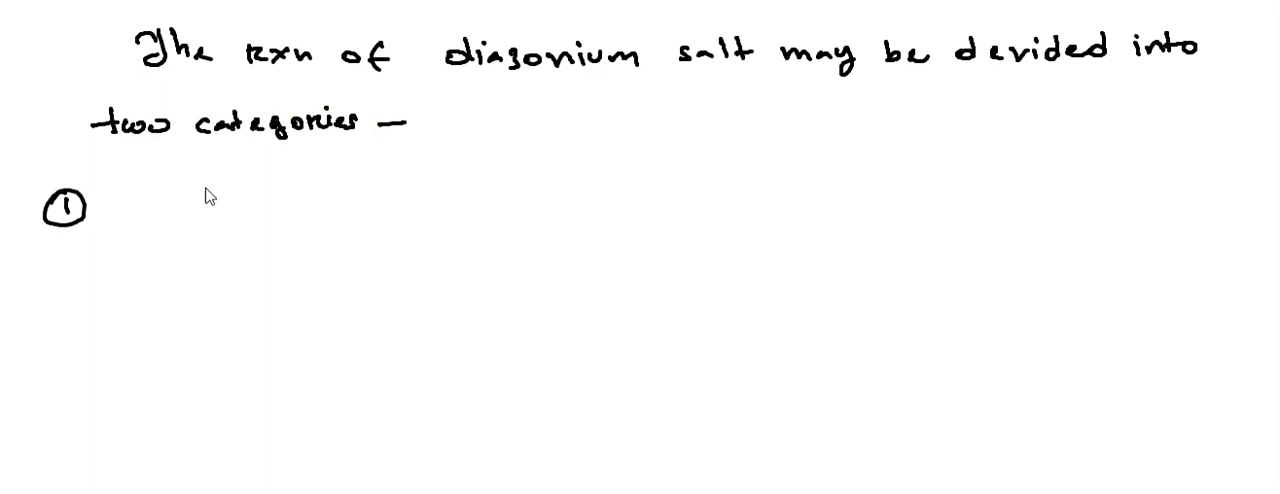 The rxn of diazonium salt may be devided into
two categories —
①